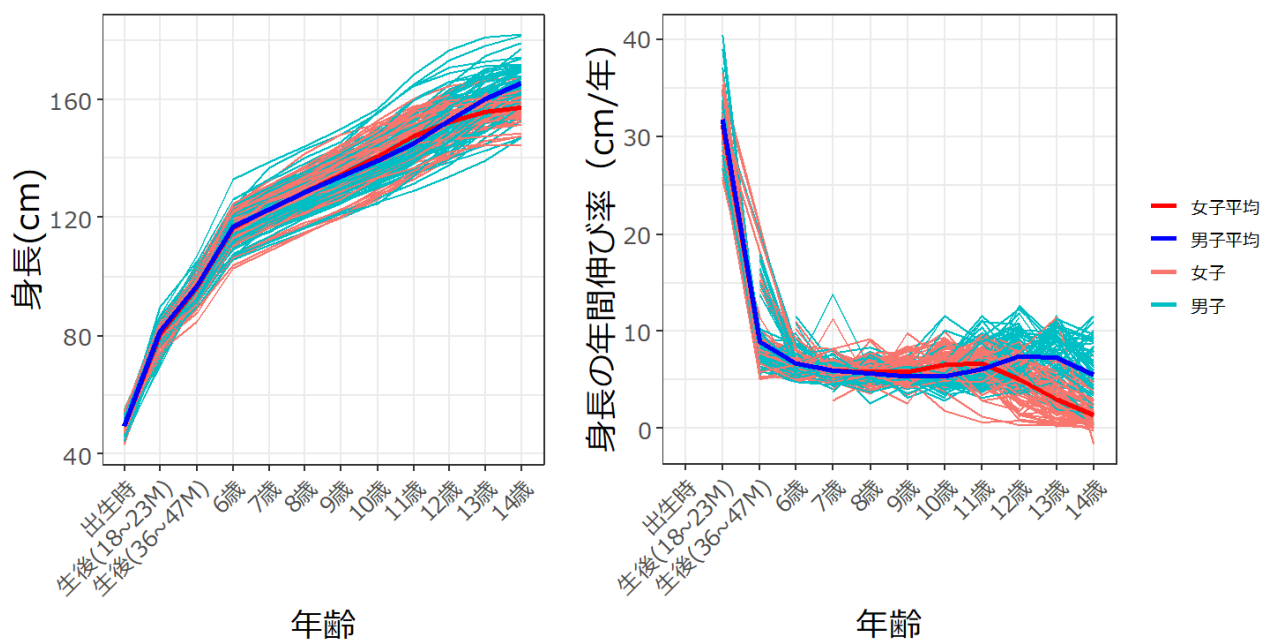 身長(cm)
160
120
80
40
出生時
生後(18~23M)
生後(36~47M)
6歳
7歳
8歳
9歳
10歳
11歳
12歳
13歳
14歳
年齢
身長の年間伸び率（cm/年）
40
30
20
10
0
出生時
生後(18~23M)
生後(36~47M)
6歳
7歳
8歳
9歳
10歳
11歳
12歳
13歳
14歳
年齢
女子平均
男子平均
女子
男子